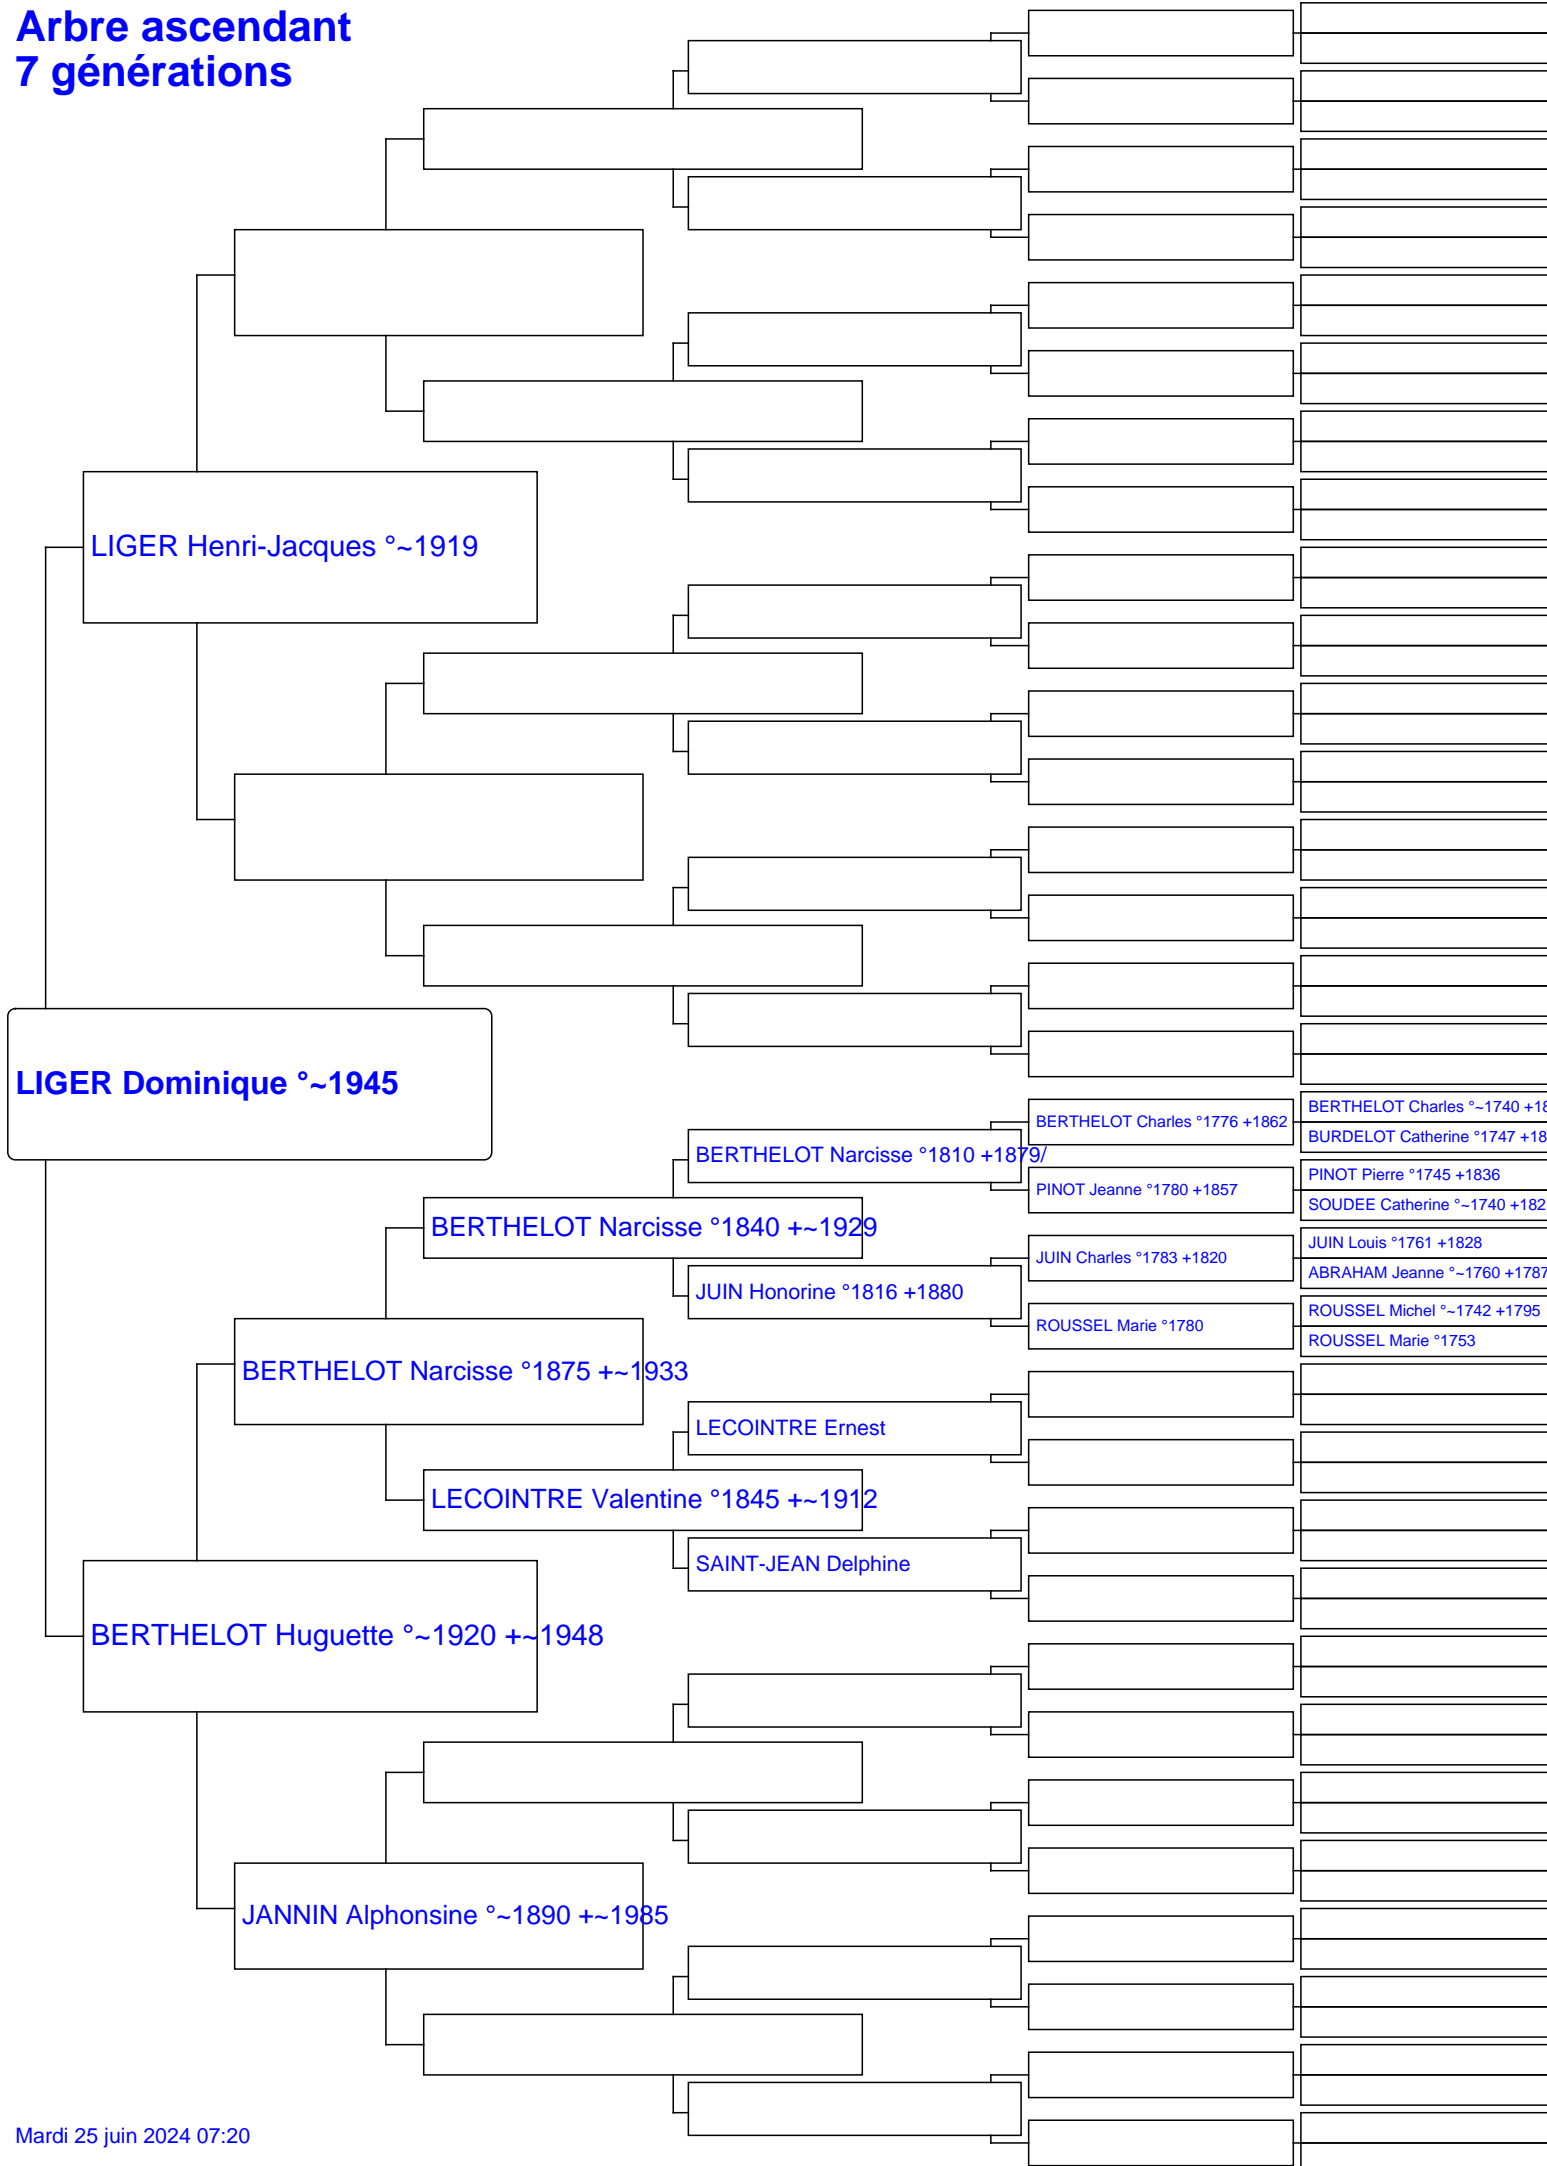 Arbre ascendant
7 générations
LIGER Henri-Jacques °~1919
LIGER Dominique °~1945
BERTHELOT Charles °~1740 +18
BERTHELOT Charles °1776 +1862
BURDELOT Catherine °1747 +18
BERTHELOT Narcisse °1810 +1879/
PINOT Pierre °1745 +1836
PINOT Jeanne °1780 +1857
SOUDEE Catherine °~1740 +182
BERTHELOT Narcisse °1840 +~1929
JUIN Louis °1761 +1828
JUIN Charles °1783 +1820
ABRAHAM Jeanne °~1760 +1787
JUIN Honorine °1816 +1880
ROUSSEL Michel °~1742 +1795
ROUSSEL Marie °1780
ROUSSEL Marie °1753
BERTHELOT Narcisse °1875 +~1933
LECOINTRE Ernest
LECOINTRE Valentine °1845 +~1912
SAINT-JEAN Delphine
BERTHELOT Huguette °~1920 +~1948
JANNIN Alphonsine °~1890 +~1985
Mardi 25 juin 2024 07:20